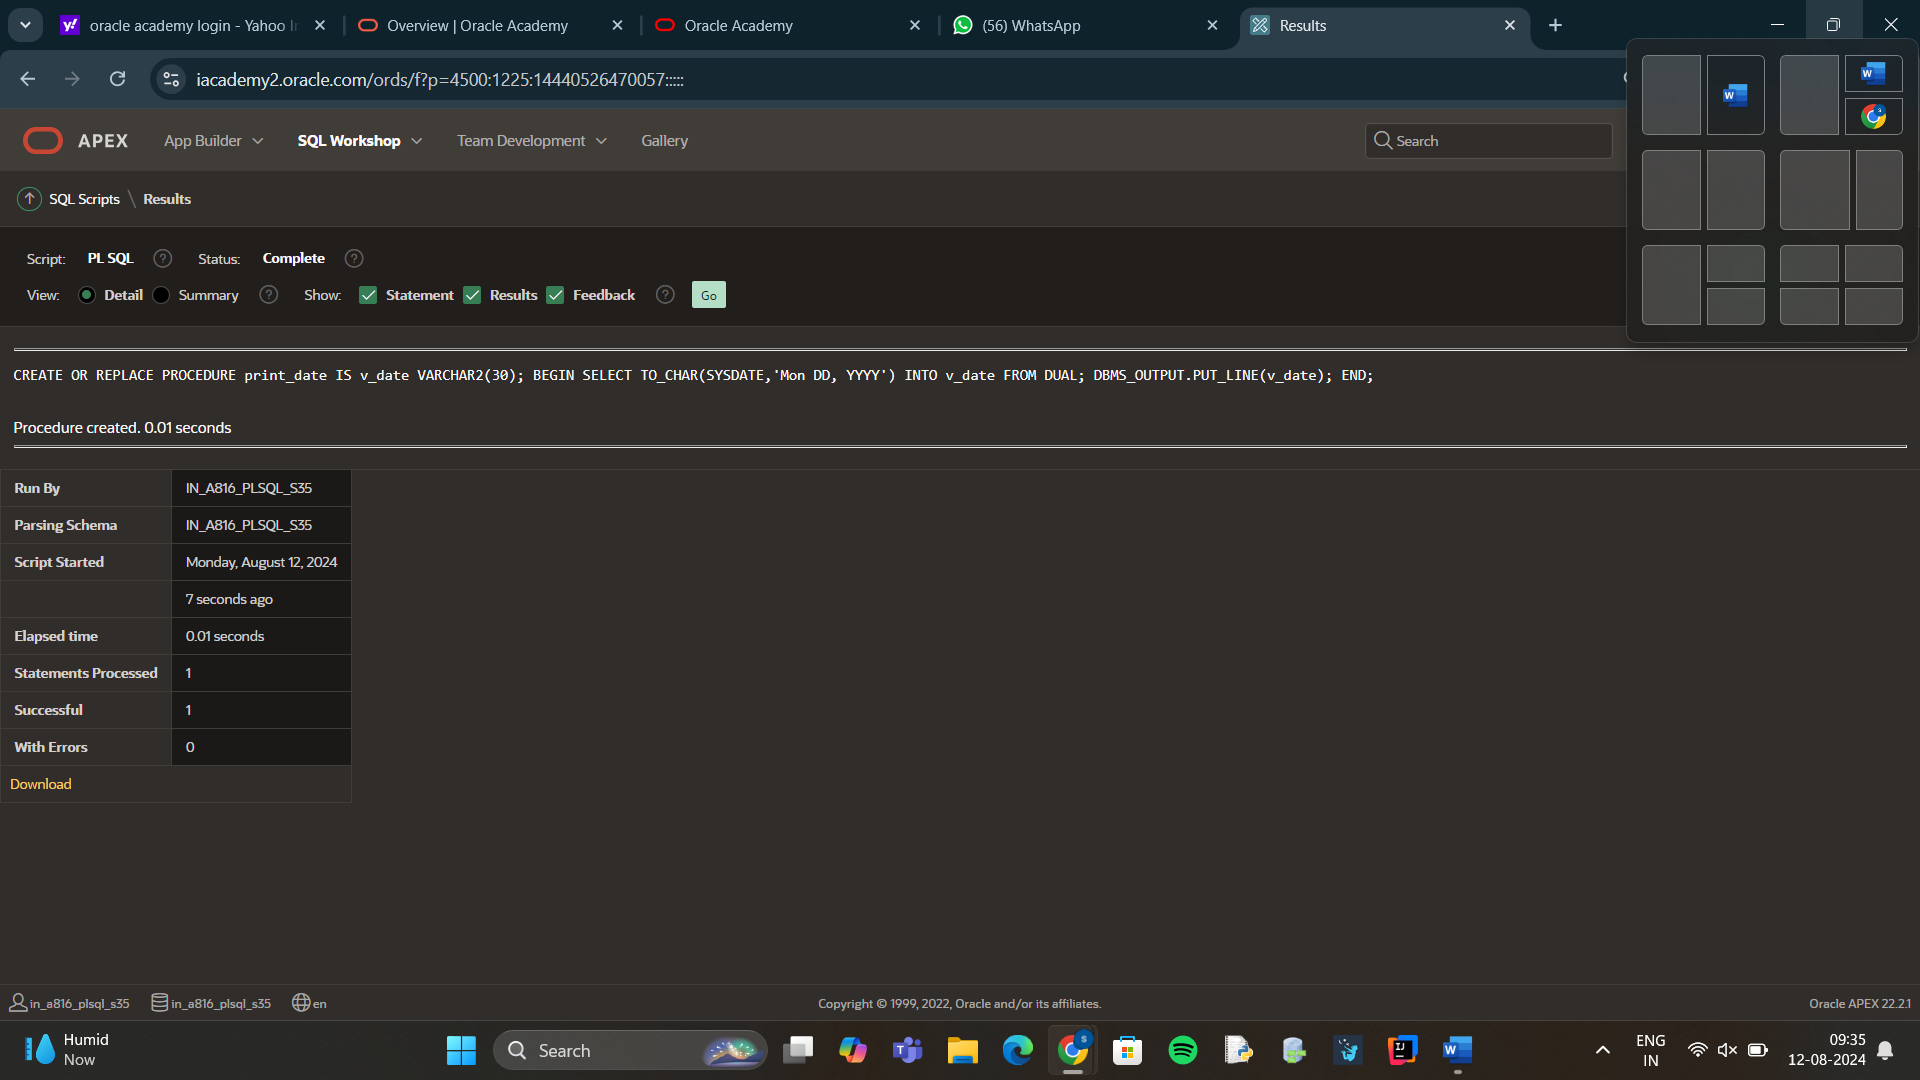 oracle academy login - Yahoo In
Overview | Oracle Academy
Oracle Academy
(56) WhatsApp
Results
iacademy2.oracle.com/ords/f?p=4500:1225:14440526470057:::::
APEX
App Builder
SQL Workshop
Team Development
Gallery
Search
SQL Scripts \ Results
Script: PL SQL ? Status: Complete ?
View: Detail Summary ? Show: Statement Results Feedback ? Go
CREATE OR REPLACE PROCEDURE print_date IS v_date VARCHAR2(30); BEGIN SELECT TO_CHAR(SYSDATE,'Mon DD, YYYY') INTO v_date FROM DUAL; DBMS_OUTPUT.PUT_LINE(v_date); END;
Procedure created. 0.01 seconds
Run By IN_A816_PLSQL_S35
Parsing Schema IN_A816_PLSQL_S35
Script Started Monday, August 12, 2024
7 seconds ago
Elapsed time 0.01 seconds
Statements Processed 1
Successful 1
With Errors 0
Download
in_a816_plsql_s35 in_a816_plsql_s35 en
Copyright © 1999, 2022, Oracle and/or its affiliates.
Oracle APEX 22.2.1
Humid
Now
Search
ENG
IN
09:35
12-08-2024